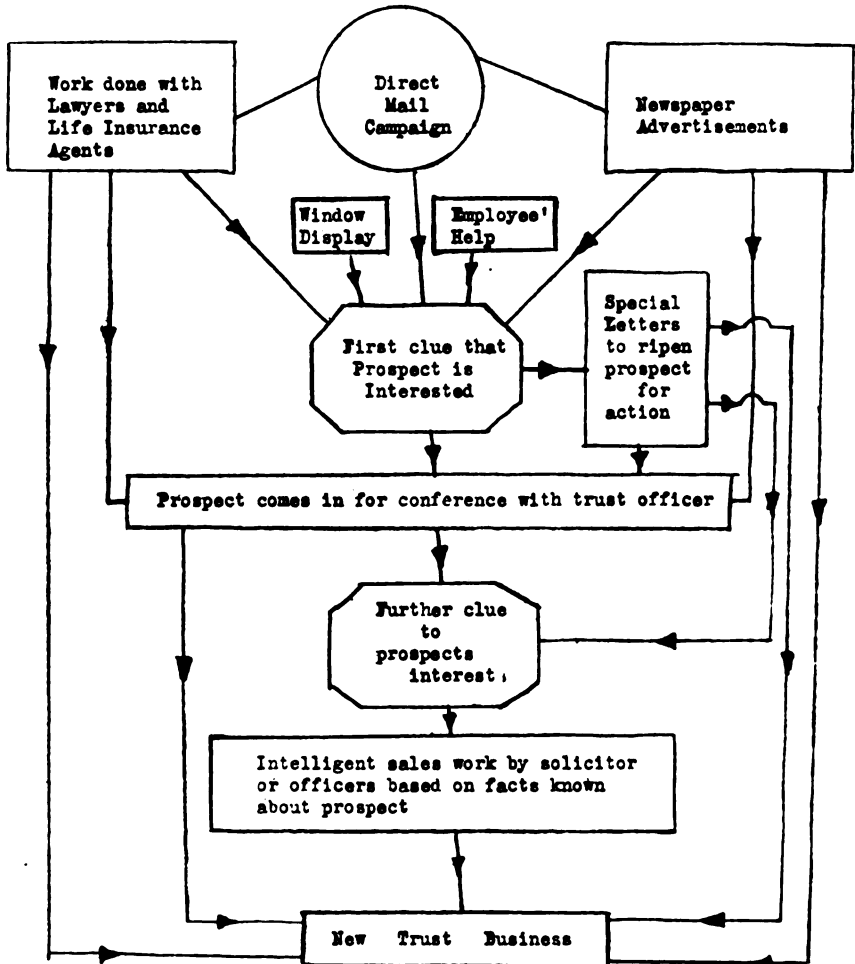 Work done with
Lawyers and
Life Insurance
Agents
Direct
Mail
Campaign
Newspaper
Advertisements
Window
Display
Employee'
Help
First clue that
Prospect is
Interested
Special
Letters
to ripen
prospect
for
action
Prospect comes in for conference with trust officer
Further clue
to
prospects
interest.
Intelligent sales work by solicitor
or officers based on facts known
about prospect
New Trust Business